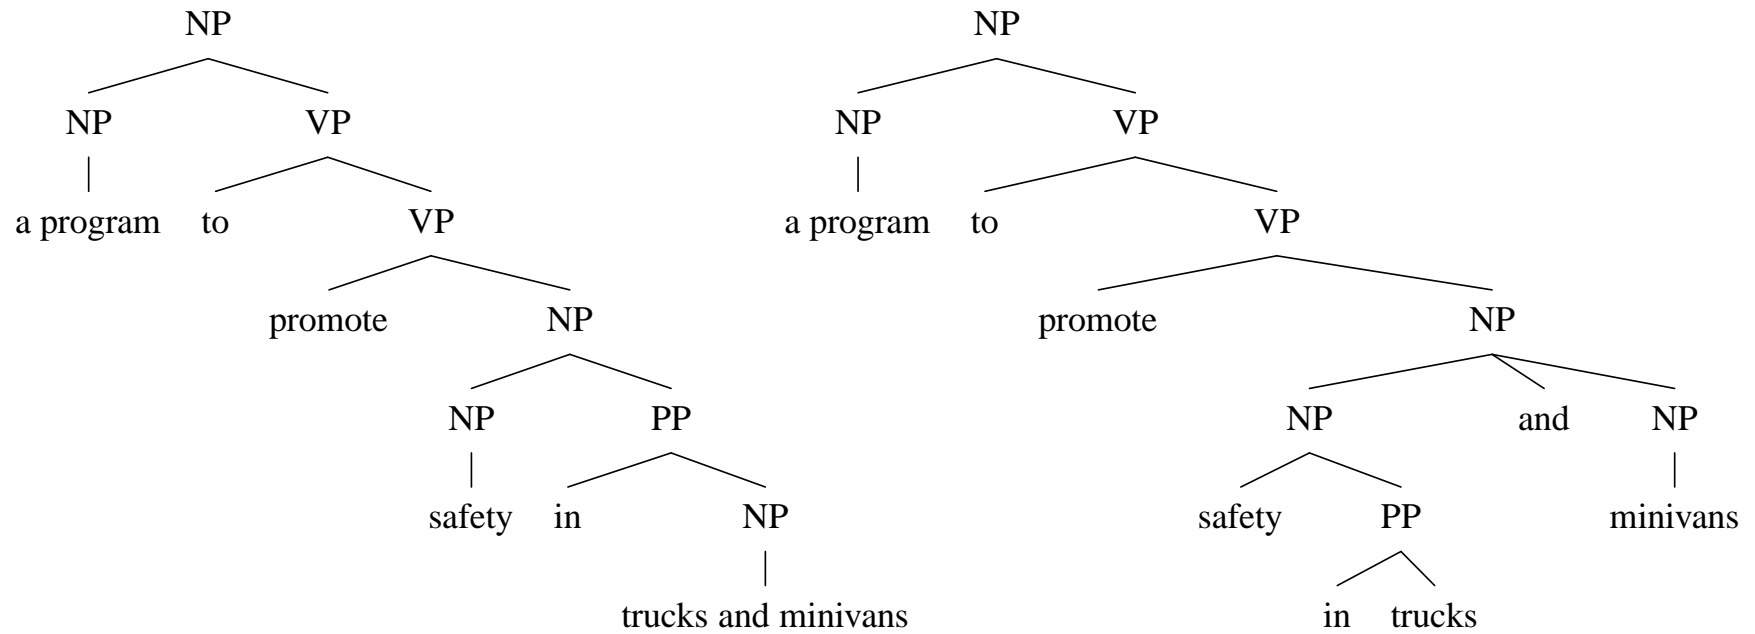 NP NP
NP VP NP VP
a program to VP a program to VP
promote NP promote NP
NP PP NP and NP
safety in NP safety PP minivans
trucks and minivans in trucks